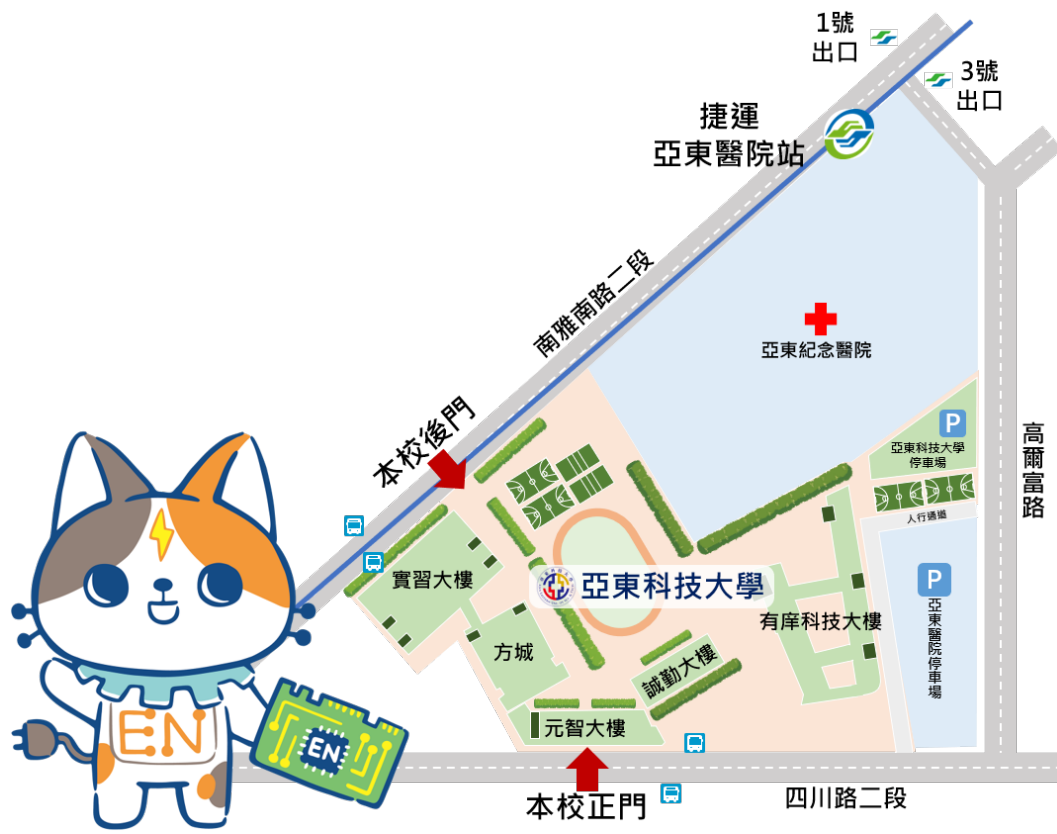 1號
出口
3號
出口
捷運
亞東醫院站
南雅南路二段
亞東紀念醫院
本校後門
P
亞東科技大學
停車場
高爾富路
人行通道
實習大樓
亞東科技大學
P
亞東醫院停車場
有庠科技大樓
方城
誠勤大樓
元智大樓
EN
EN
本校正門
四川路二段